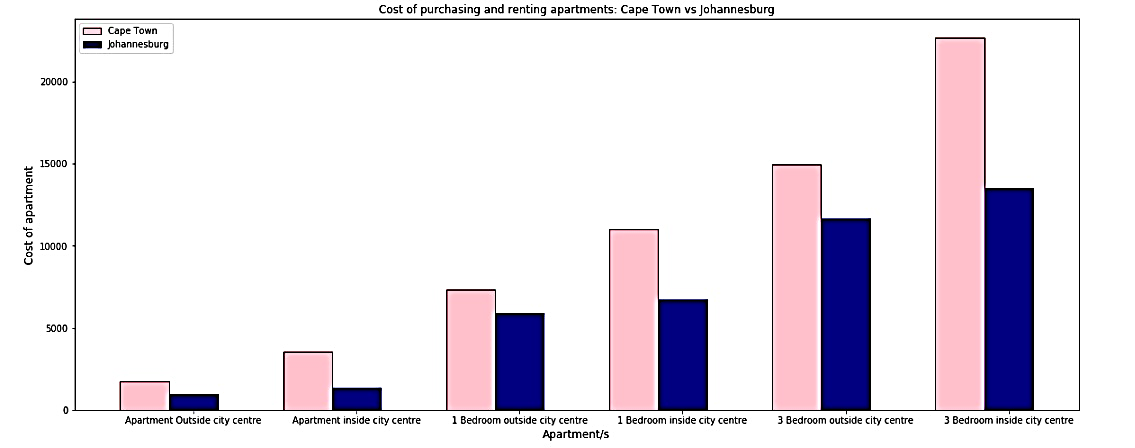 Cost of purchasing and renting apartments: Cape Town vs Johannesburg
Cape Town
Johannesburg
20000
15000
10000
5000
0
Cost of apartment
Apartment Outside city centre
Apartment inside city centre
1 Bedroom outside city centre
1 Bedroom inside city centre
3 Bedroom outside city centre
3 Bedroom inside city centre
Apartment/s